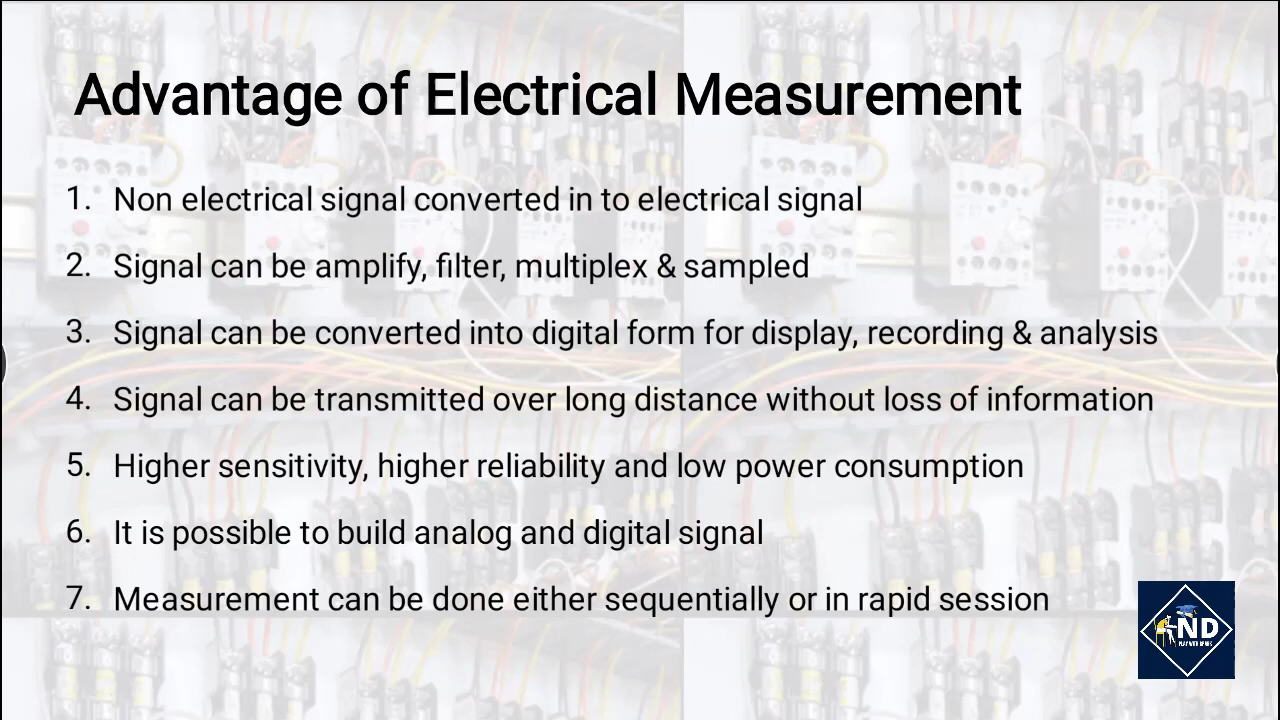 Advantage of Electrical Measurement
1. Non electrical signal converted in to electrical signal
2. Signal can be amplify, filter, multiplex & sampled
3. Signal can be converted into digital form for display, recording & analysis
4. Signal can be transmitted over long distance without loss of information
5. Higher sensitivity, higher reliability and low power consumption
6. It is possible to build analog and digital signal
7. Measurement can be done either sequentially or in rapid session
ND